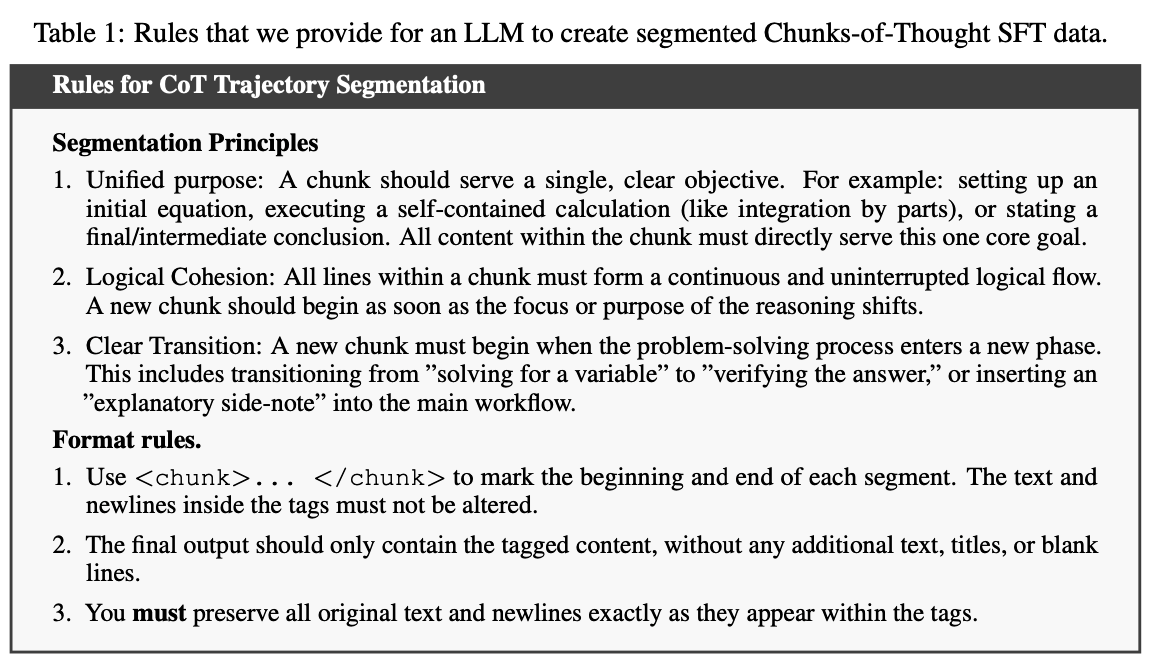 Table 1: Rules that we provide for an LLM to create segmented Chunks-of-Thought SFT data.
Rules for CoT Trajectory Segmentation
Segmentation Principles
1. Unified purpose: A chunk should serve a single, clear objective. For example: setting up an
initial equation, executing a self-contained calculation (like integration by parts), or stating a
final/intermediate conclusion. All content within the chunk must directly serve this one core goal.
2. Logical Cohesion: All lines within a chunk must form a continuous and uninterrupted logical flow.
A new chunk should begin as soon as the focus or purpose of the reasoning shifts.
3. Clear Transition: A new chunk must begin when the problem-solving process enters a new phase.
This includes transitioning from ”solving for a variable” to ”verifying the answer,” or inserting an
”explanatory side-note” into the main workflow.
Format rules.
1. Use <chunk>... </chunk> to mark the beginning and end of each segment. The text and
newlines inside the tags must not be altered.
2. The final output should only contain the tagged content, without any additional text, titles, or blank
lines.
3. You must preserve all original text and newlines exactly as they appear within the tags.